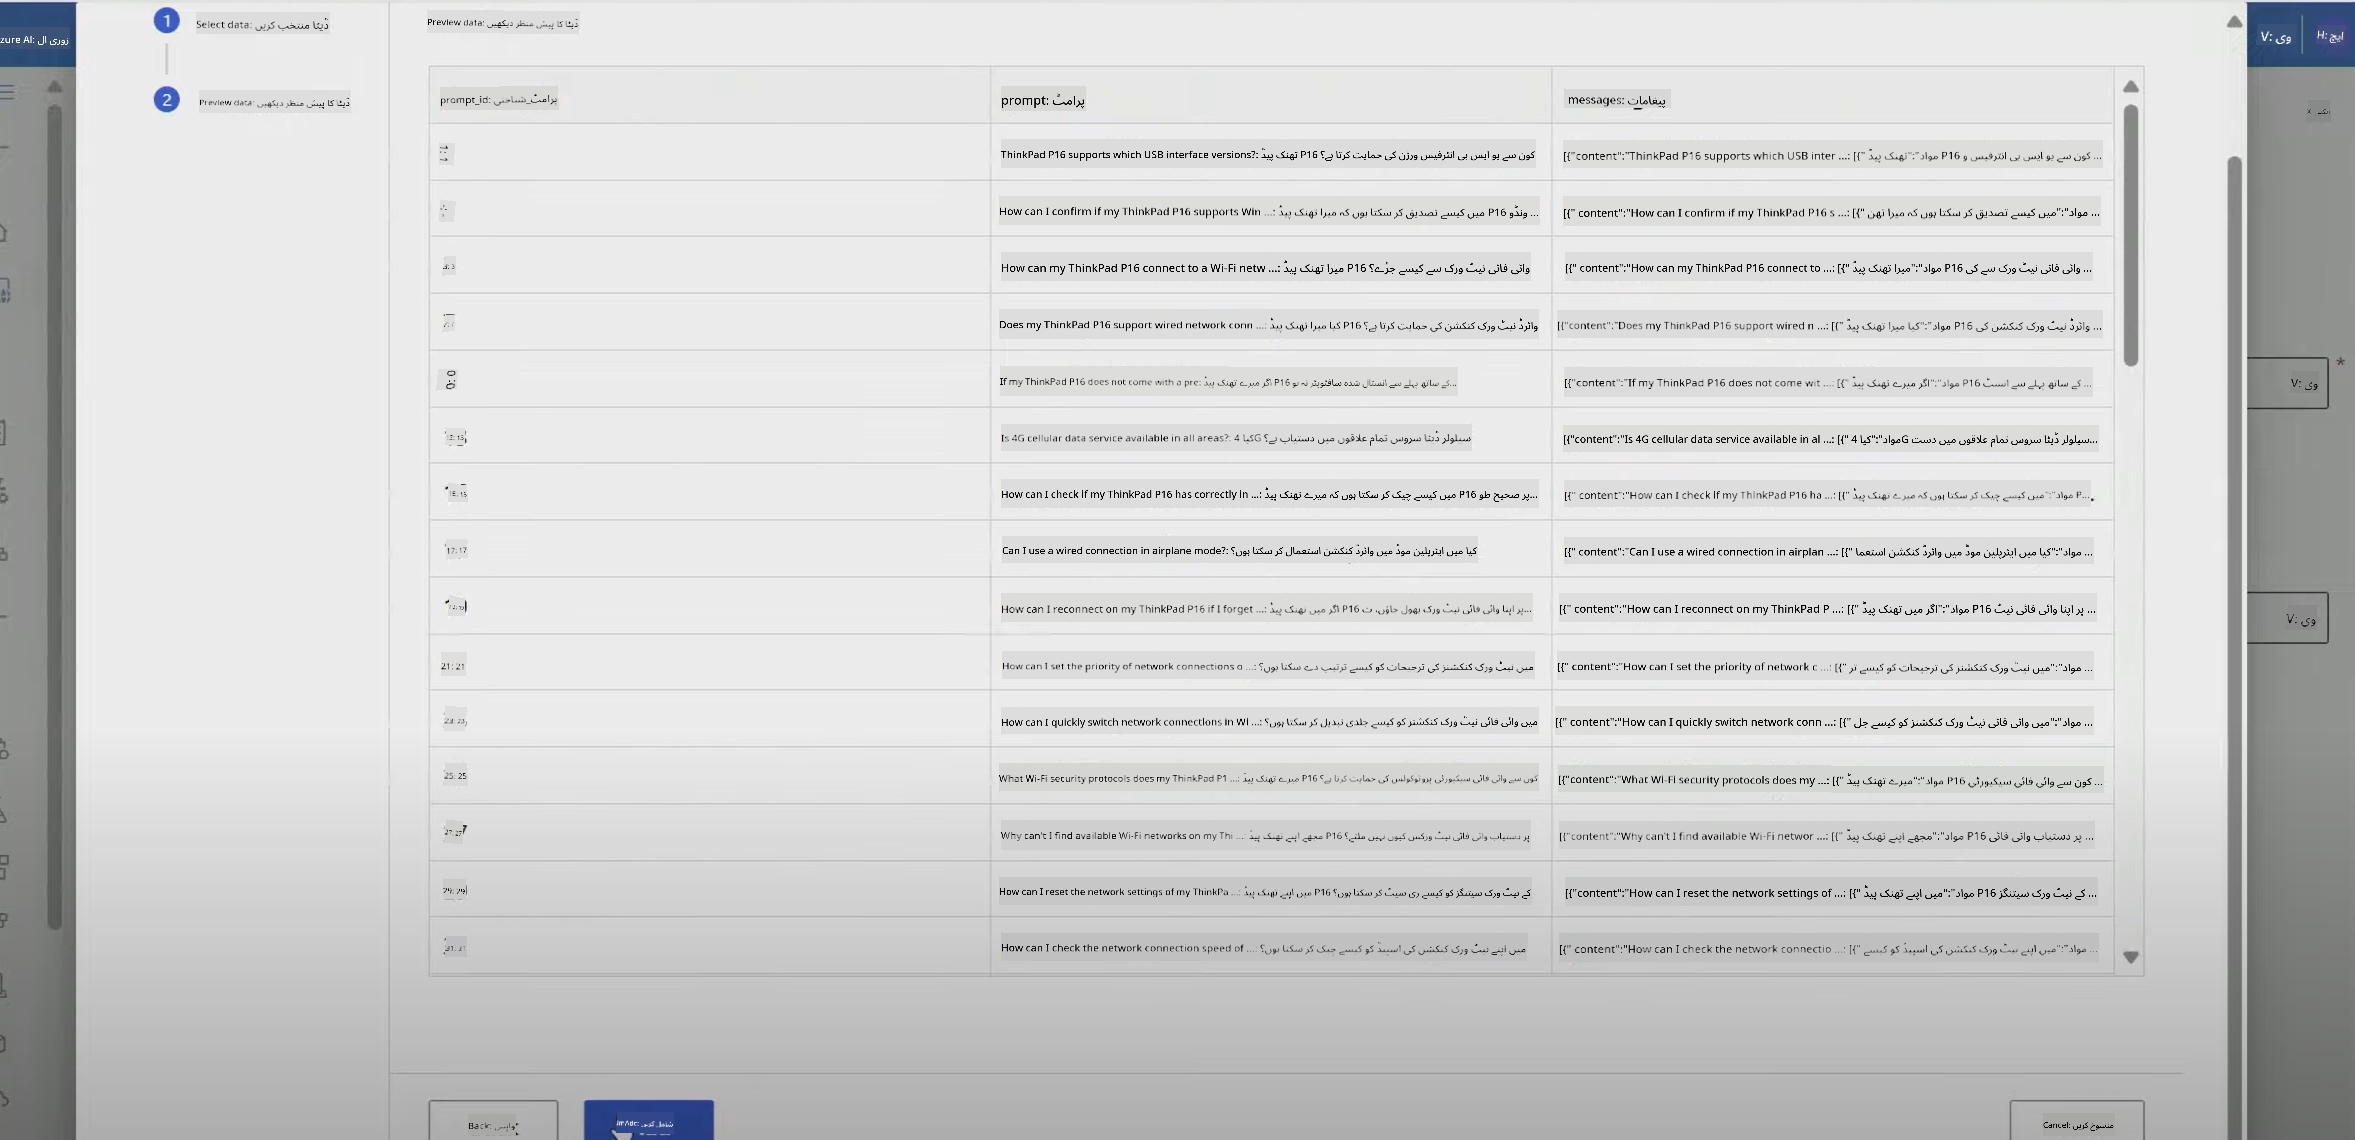 zure AI: زوری ال
V: وی
H: ایچ
1
Select data: ڈیٹا منتخب کریں
2
Preview data: ڈیٹا کا پیش منظر دیکھیں
Preview data: ڈیٹا کا پیش منظر دیکھیں
prompt_id: پرامٹ_شناختی
prompt: پرامٹ
messages: پیغامات
ThinkPad P16 supports which USB interface versions?: تھنک پیڈ P16 کون سے یو ایس بی انٹرفیس ورژن کی حمایت کرتا ہے؟
[{"content":"ThinkPad P16 supports which USB inter ...: [{" مواد":"تھنک پیڈ P16 کون سے یو ایس بی انٹرفیس و ...
How can I confirm if my ThinkPad P16 supports Win ...: میں کیسے تصدیق کر سکتا ہوں کہ میرا تھنک پیڈ P16 ونڈو ...
[{" content":"How can I confirm if my ThinkPad P16 s ...: [{" مواد":"میں کیسے تصدیق کر سکتا ہوں کہ میرا تھن ...
3: 3
How can my ThinkPad P16 connect to a Wi-Fi netw ...: میرا تھنک پیڈ P16 وائی فائی نیٹ ورک سے کیسے جڑے؟
[{" content":"How can my ThinkPad P16 connect to ...: [{" مواد":"میرا تھنک پیڈ P16 وائی فائی نیٹ ورک سے کی ...
Does my ThinkPad P16 support wired network conn ...: کیا میرا تھنک پیڈ P16 وائرڈ نیٹ ورک کنکشن کی حمایت کرتا ہے؟
[{"content":"Does my ThinkPad P16 support wired n ...: [{" مواد":"کیا میرا تھنک پیڈ P16 وائرڈ نیٹ ورک کنکشن کی ...
If my ThinkPad P16 does not come with a pre: اگر میرے تھنک پیڈ P16 کے ساتھ پہلے سے انسٹال شدہ سافٹویئر نہ ہو...
[{"content":"If my ThinkPad P16 does not come wit ...: [{" مواد":"اگر میرے تھنک پیڈ P16 کے ساتھ پہلے سے انسٹ ...
Is 4G cellular data service available in all areas?: کیا 4G سیلولر ڈیٹا سروس تمام علاقوں میں دستیاب ہے؟
[{"content":"Is 4G cellular data service available in al ...: [{" مواد":"کیا 4G سیلولر ڈیٹا سروس تمام علاقوں میں دست...
How can I check if my ThinkPad P16 has correctly in ...: میں کیسے چیک کر سکتا ہوں کہ میرے تھنک پیڈ P16 پر صحیح طو...
[{" content":"How can I check if my ThinkPad P16 ha ...: [{" مواد":"میں کیسے چیک کر سکتا ہوں کہ میرے تھنک پیڈ P...
17: 17
Can I use a wired connection in airplane mode?: کیا میں ایئرپلین موڈ میں وائرڈ کنکشن استعمال کر سکتا ہوں؟
[{" content":"Can I use a wired connection in airplan ...: [{" مواد":"کیا میں ایئرپلین موڈ میں وائرڈ کنکشن استعما ...
How can I reconnect on my ThinkPad P16 if I forget ...: اگر میں تھنک پیڈ P16 پر اپنا وائی فائی نیٹ ورک بھول جاؤں، ت...
[{" content":"How can I reconnect on my ThinkPad P ...: [{" مواد":"اگر میں تھنک پیڈ P16 پر اپنا وائی فائی نیٹ ...
21: 21
How can I set the priority of network connections o ...: میں نیٹ ورک کنکشنز کی ترجیحات کو کیسے ترتیب دے سکتا ہوں؟
[{" content":"How can I set the priority of network c ...: [{" مواد":"میں نیٹ ورک کنکشنز کی ترجیحات کو کیسے تر ...
23: 23
How can I quickly switch network connections in Wi ...: میں وائی فائی نیٹ ورک کنکشنز کو کیسے جلدی تبدیل کر سکتا ہوں؟
[{" content":"How can I quickly switch network conn ...: [{" مواد":"میں وائی فائی نیٹ ورک کنکشنز کو کیسے جل ...
25: 25
What Wi-Fi security protocols does my ThinkPad P1 ...: میرے تھنک پیڈ P16 کون سے وائی فائی سیکیورٹی پروٹوکولس کی حمایت کرتا ہے؟
[{"content":"What Wi-Fi security protocols does my ...: [{" مواد":"میرے تھنک پیڈ P16 کون سے وائی فائی سیکیورٹی ...
27: 27
Why can't I find available Wi-Fi networks on my Thi ...: مجھے اپنے تھنک پیڈ P16 پر دستیاب وائی فائی نیٹ ورکس کیوں نہیں ملتے؟
[{"content":"Why can't I find available Wi-Fi networ ...: [{" مواد":"مجھے اپنے تھنک پیڈ P16 پر دستیاب وائی فائی ...
29: 29
How can I reset the network settings of my ThinkPa ...: میں اپنے تھنک پیڈ P16 کے نیٹ ورک سیٹنگز کو کیسے ری سیٹ کر سکتا ہوں؟
[{"content":"How can I reset the network settings of ...: [{" مواد":"میں اپنے تھنک پیڈ P16 کے نیٹ ورک سیٹنگز ...
How can I check the network connection speed of ...: میں اپنے نیٹ ورک کنکشن کی اسپیڈ کو کیسے چیک کر سکتا ہوں؟
[{" content":"How can I check the network connectio ...: [{" مواد":"میں اپنے نیٹ ورک کنکشن کی اسپیڈ کو کیسے ...
*
V: وی
V: وی
Back: واپس
شامل کریں
Cancel: منسوخ کریں